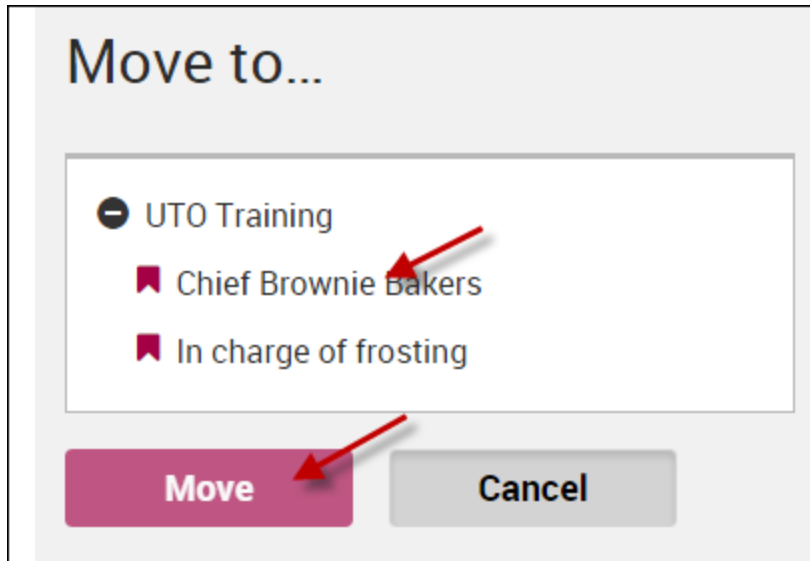 Move to...
UTO Training
Chief Brownie Bakers
In charge of frosting
Move
Cancel